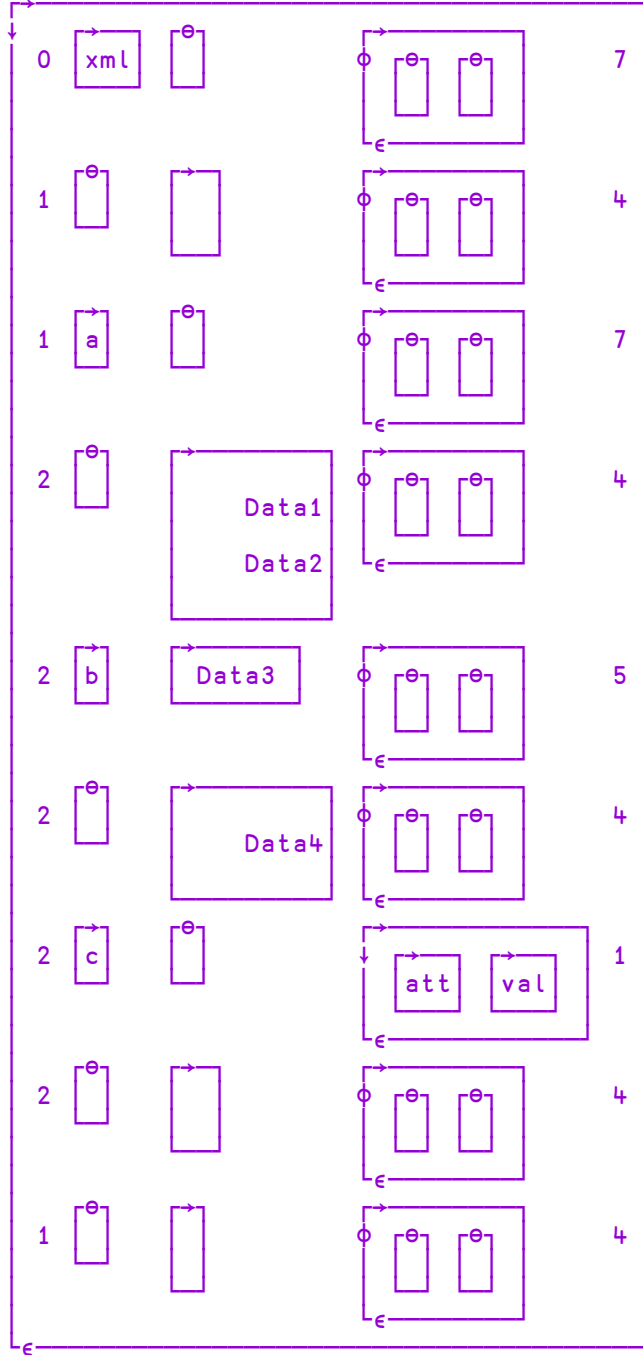 0 xml 7
1 4
1 a 7
2 Data1 4
Data2
2 b Data3 5
2 Data4 4
2 c att val 1
2 4
1 4